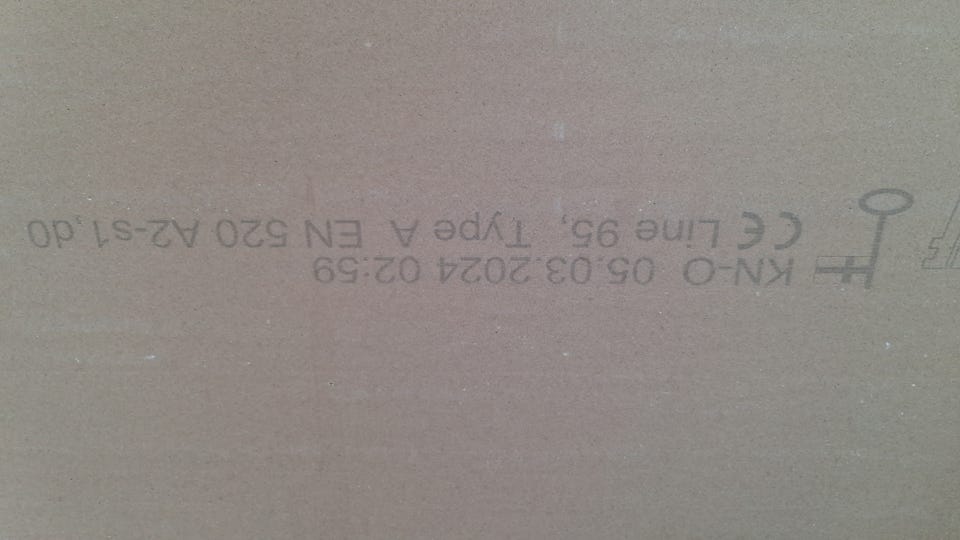 KN-O 05.03.2024 02:59
CE Line 95, Type A EN 520 A2-s1,d0